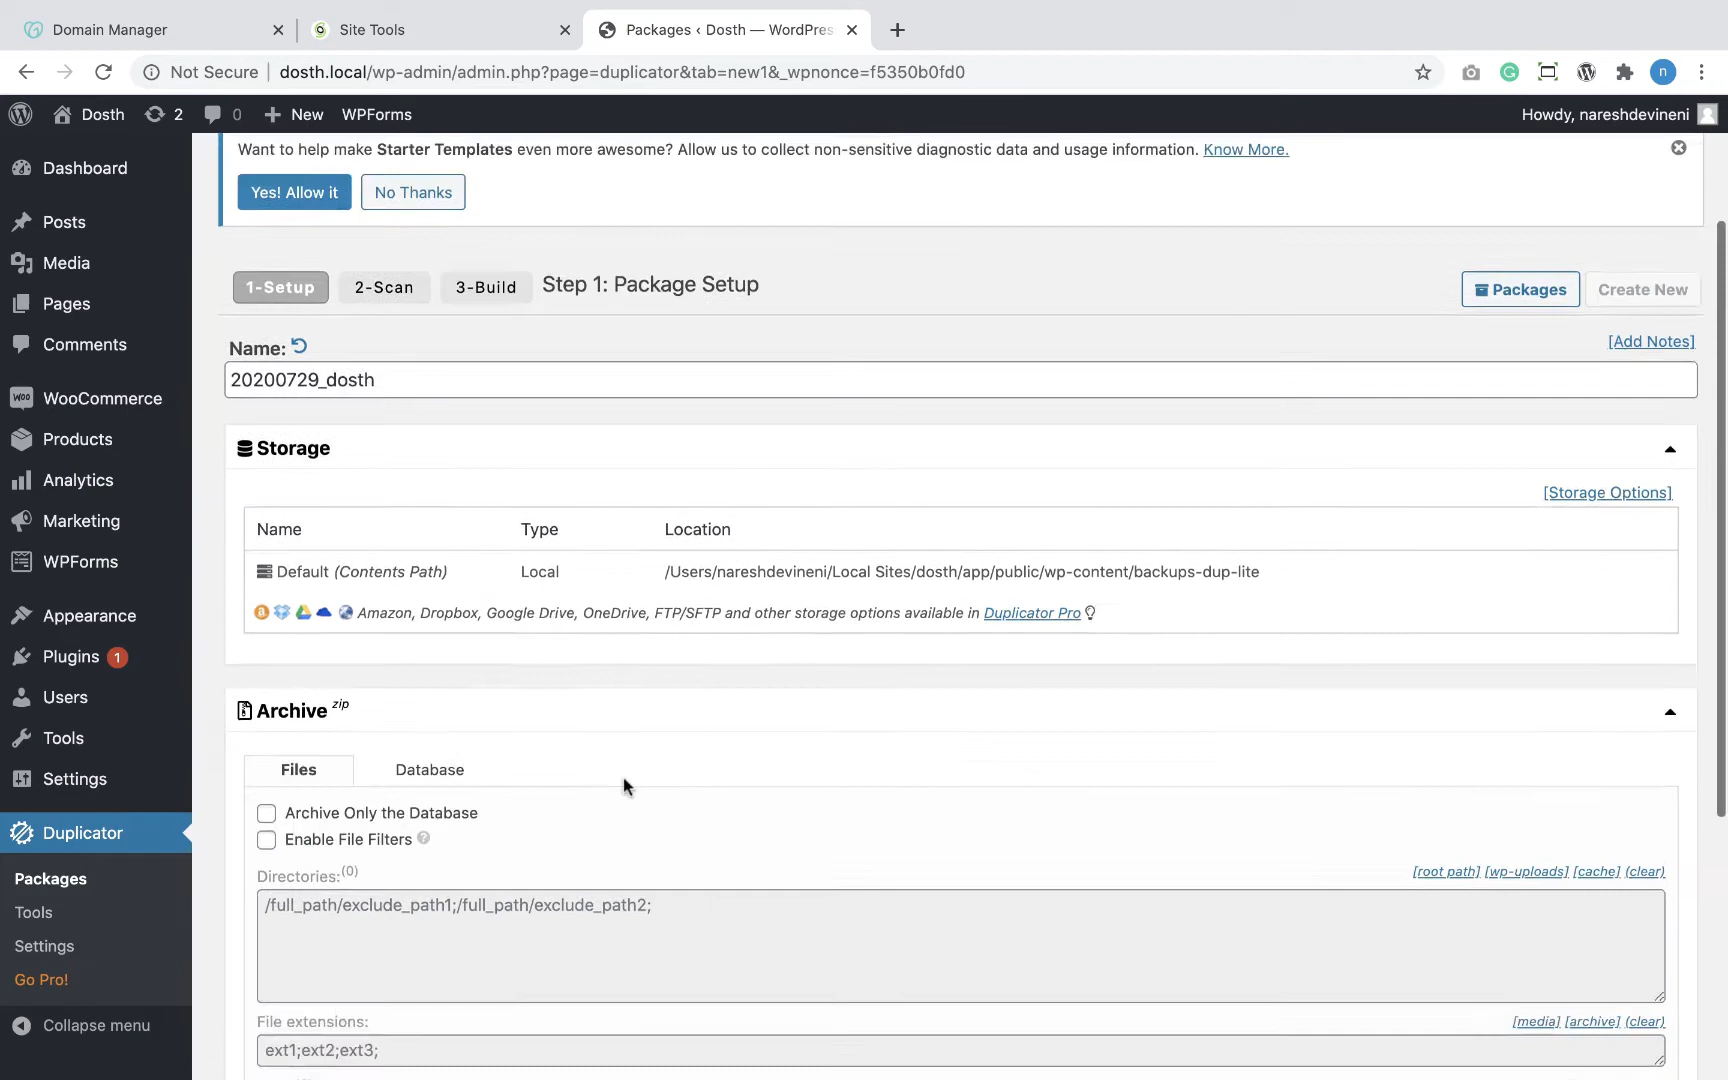 Domain Manager
Site Tools
Packages ‹ Dosth — WordPres
Not Secure
dosth.local/wp-admin/admin.php?page=duplicator&tab=new1&_wpnonce=f5350b0fd0
n
Dosth
2
0
New
WPForms
Howdy, nareshdevineni
Want to help make Starter Templates even more awesome? Allow us to collect non-sensitive diagnostic data and usage information. Know More.
Yes! Allow it
No Thanks
Dashboard
Posts
Media
Pages
Comments
WooCommerce
Products
Analytics
Marketing
WPForms
Appearance
Plugins 1
Users
Tools
Settings
Duplicator
Packages
Tools
Settings
Go Pro!
Collapse menu
1-Setup
2-Scan
3-Build
Step 1: Package Setup
Packages
Create New
Name:
[Add Notes]
20200729_dosth
Storage
[Storage Options]
Name Type Location
Default (Contents Path) Local /Users/nareshdevineni/Local Sites/dosth/app/public/wp-content/backups-dup-lite
Amazon, Dropbox, Google Drive, OneDrive, FTP/SFTP and other storage options available in Duplicator Pro
Archive zip
Files
Database
Archive Only the Database
Enable File Filters ?
Directories:(0)
[root path] [wp-uploads] [cache] (clear)
/full_path/exclude_path1;/full_path/exclude_path2;
File extensions:
[media] [archive] (clear)
ext1;ext2;ext3;